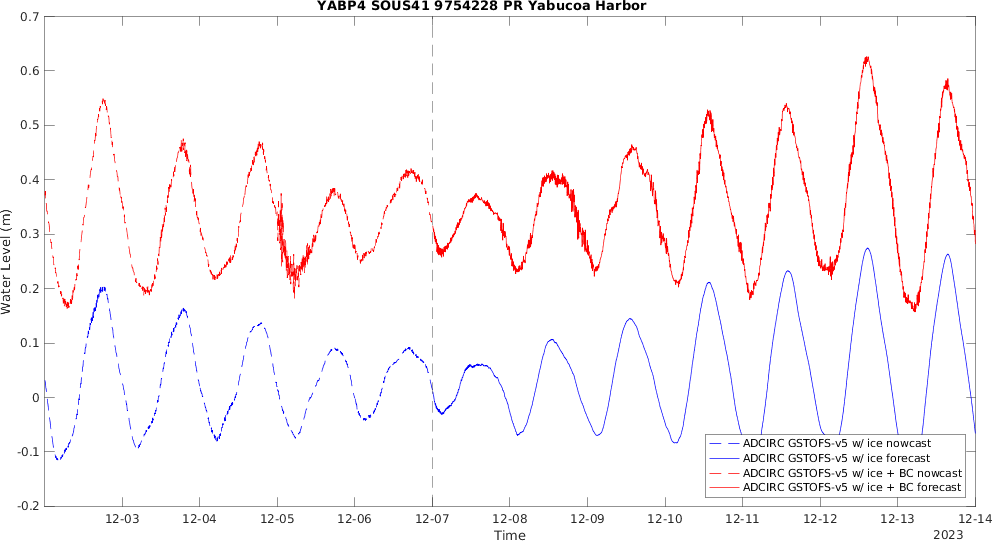 YABP4 SOUS41 9754228 PR Yabucoa Harbor
0.7
0.6
0.5
0.4
0.3
0.2
0.1
0
-0.1
-0.2
Water Level (m)
ADCIRC GSTOFS-v5 w/ ice nowcast
ADCIRC GSTOFS-v5 w/ ice forecast
ADCIRC GSTOFS-v5 w/ ice + BC nowcast
ADCIRC GSTOFS-v5 w/ ice + BC forecast
12-03 12-04 12-05 12-06 12-07 12-08 12-09 12-10 12-11 12-12 12-13 12-14
Time
2023